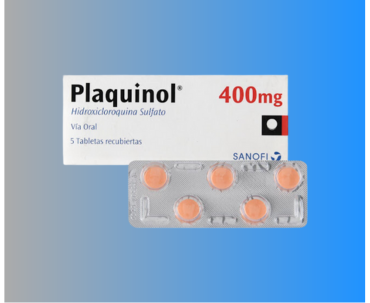 Plaquinol® 400mg
Hidroxicloroquina Sulfato
Vía Oral
5 Tabletas recubiertas
SANOFI